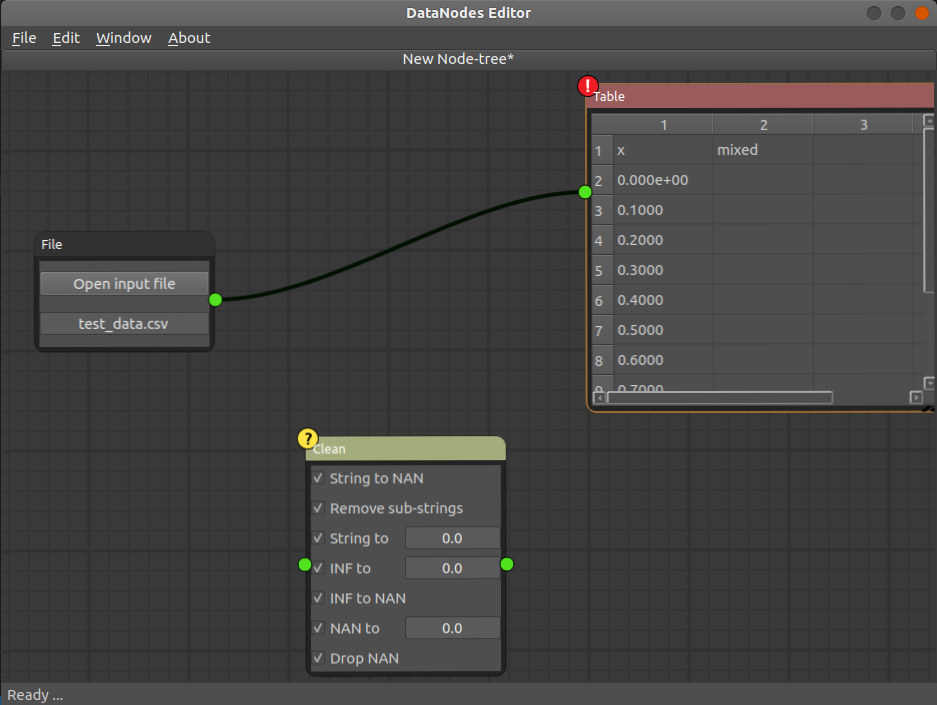 DataNodes Editor
File Edit Window About
New Node-tree*
!
Table
1 2 3
1 x mixed
2 0.000e+00
3 0.1000
4 0.2000
5 0.3000
6 0.4000
7 0.5000
8 0.6000
9 0.7000
File
Open input file
test_data.csv
?
Clean
✓ String to NAN
✓ Remove sub-strings
✓ String to 0.0
✓ INF to 0.0
✓ INF to NAN
✓ NAN to 0.0
✓ Drop NAN
Ready ...